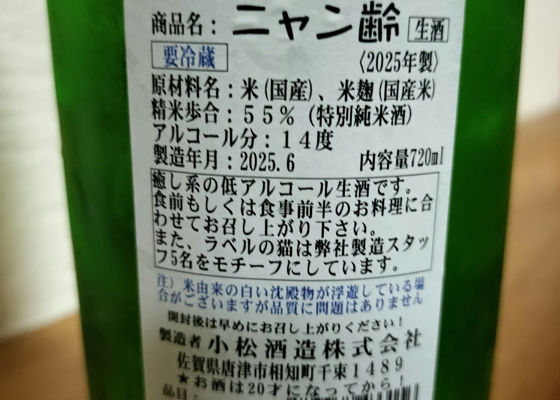 商品名：ニャン齢 生酒
要冷蔵 〈2025年製〉
原材料名：米(国産)、米麹(国産米)
精米歩合：５５％（特別純米酒）
アルコール分：１４度
製造年月：2025.6 内容量720ml
癒し系の低アルコール生酒です。
食前もしくは食事前半のお料理に合
わせてお召し上がり下さい。
また、ラベルの猫は弊社製造スタッ
フ5名をモチーフにしています。
注）米由来の白い沈殿物が浮遊している場
合がございますが品質に問題はありません
開封後は早めにお召し上がりください！
製造者 小松酒造株式会社
佐賀県唐津市相知町千束１４８９
★お酒は20才になってから！
品目：